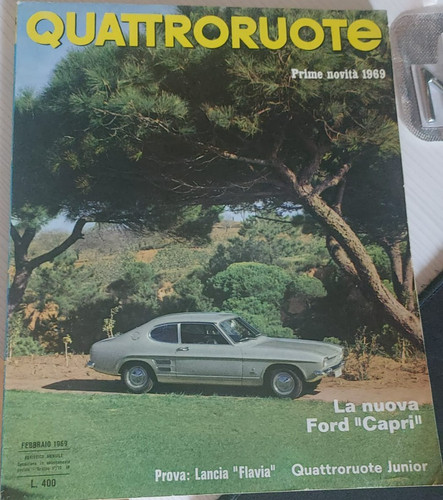 QUATTRORUOTE
Prime novità 1969
La nuova
Ford "Capri"
FEBBRAIO 1969
L. 400
Prova: Lancia "Flavia" Quattroruote Junior